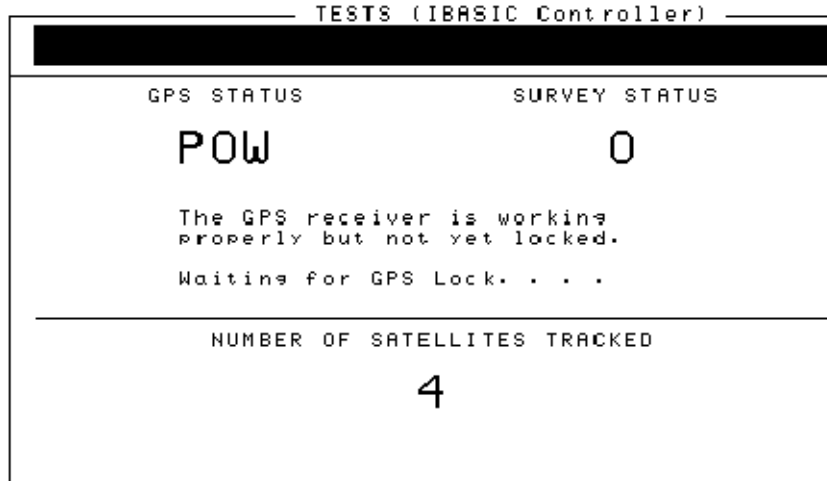 TESTS (IBASIC Controller)
GPS STATUS SURVEY STATUS
POW 0
The GPS receiver is working
properly but not yet locked.
Waiting for GPS Lock. . . .
NUMBER OF SATELLITES TRACKED
4